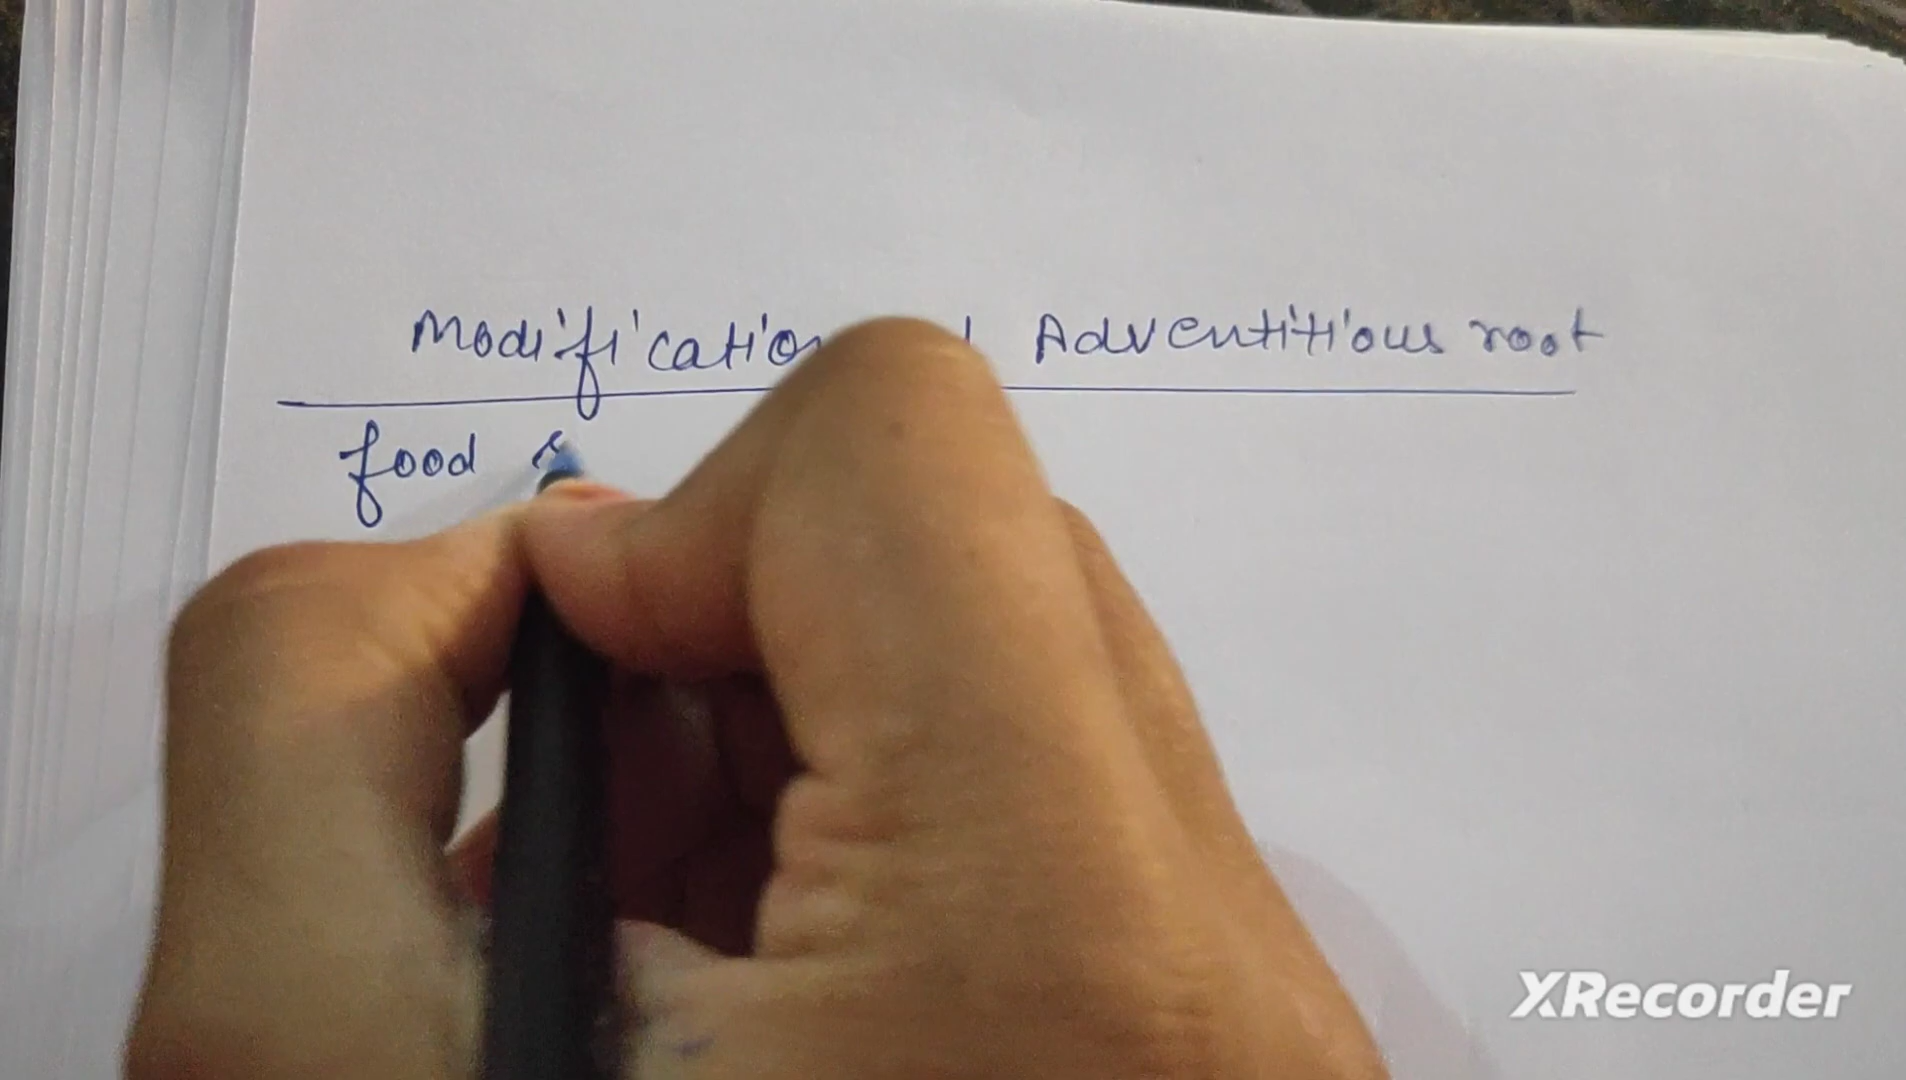 Modification Adventitious root
food
XRecorder